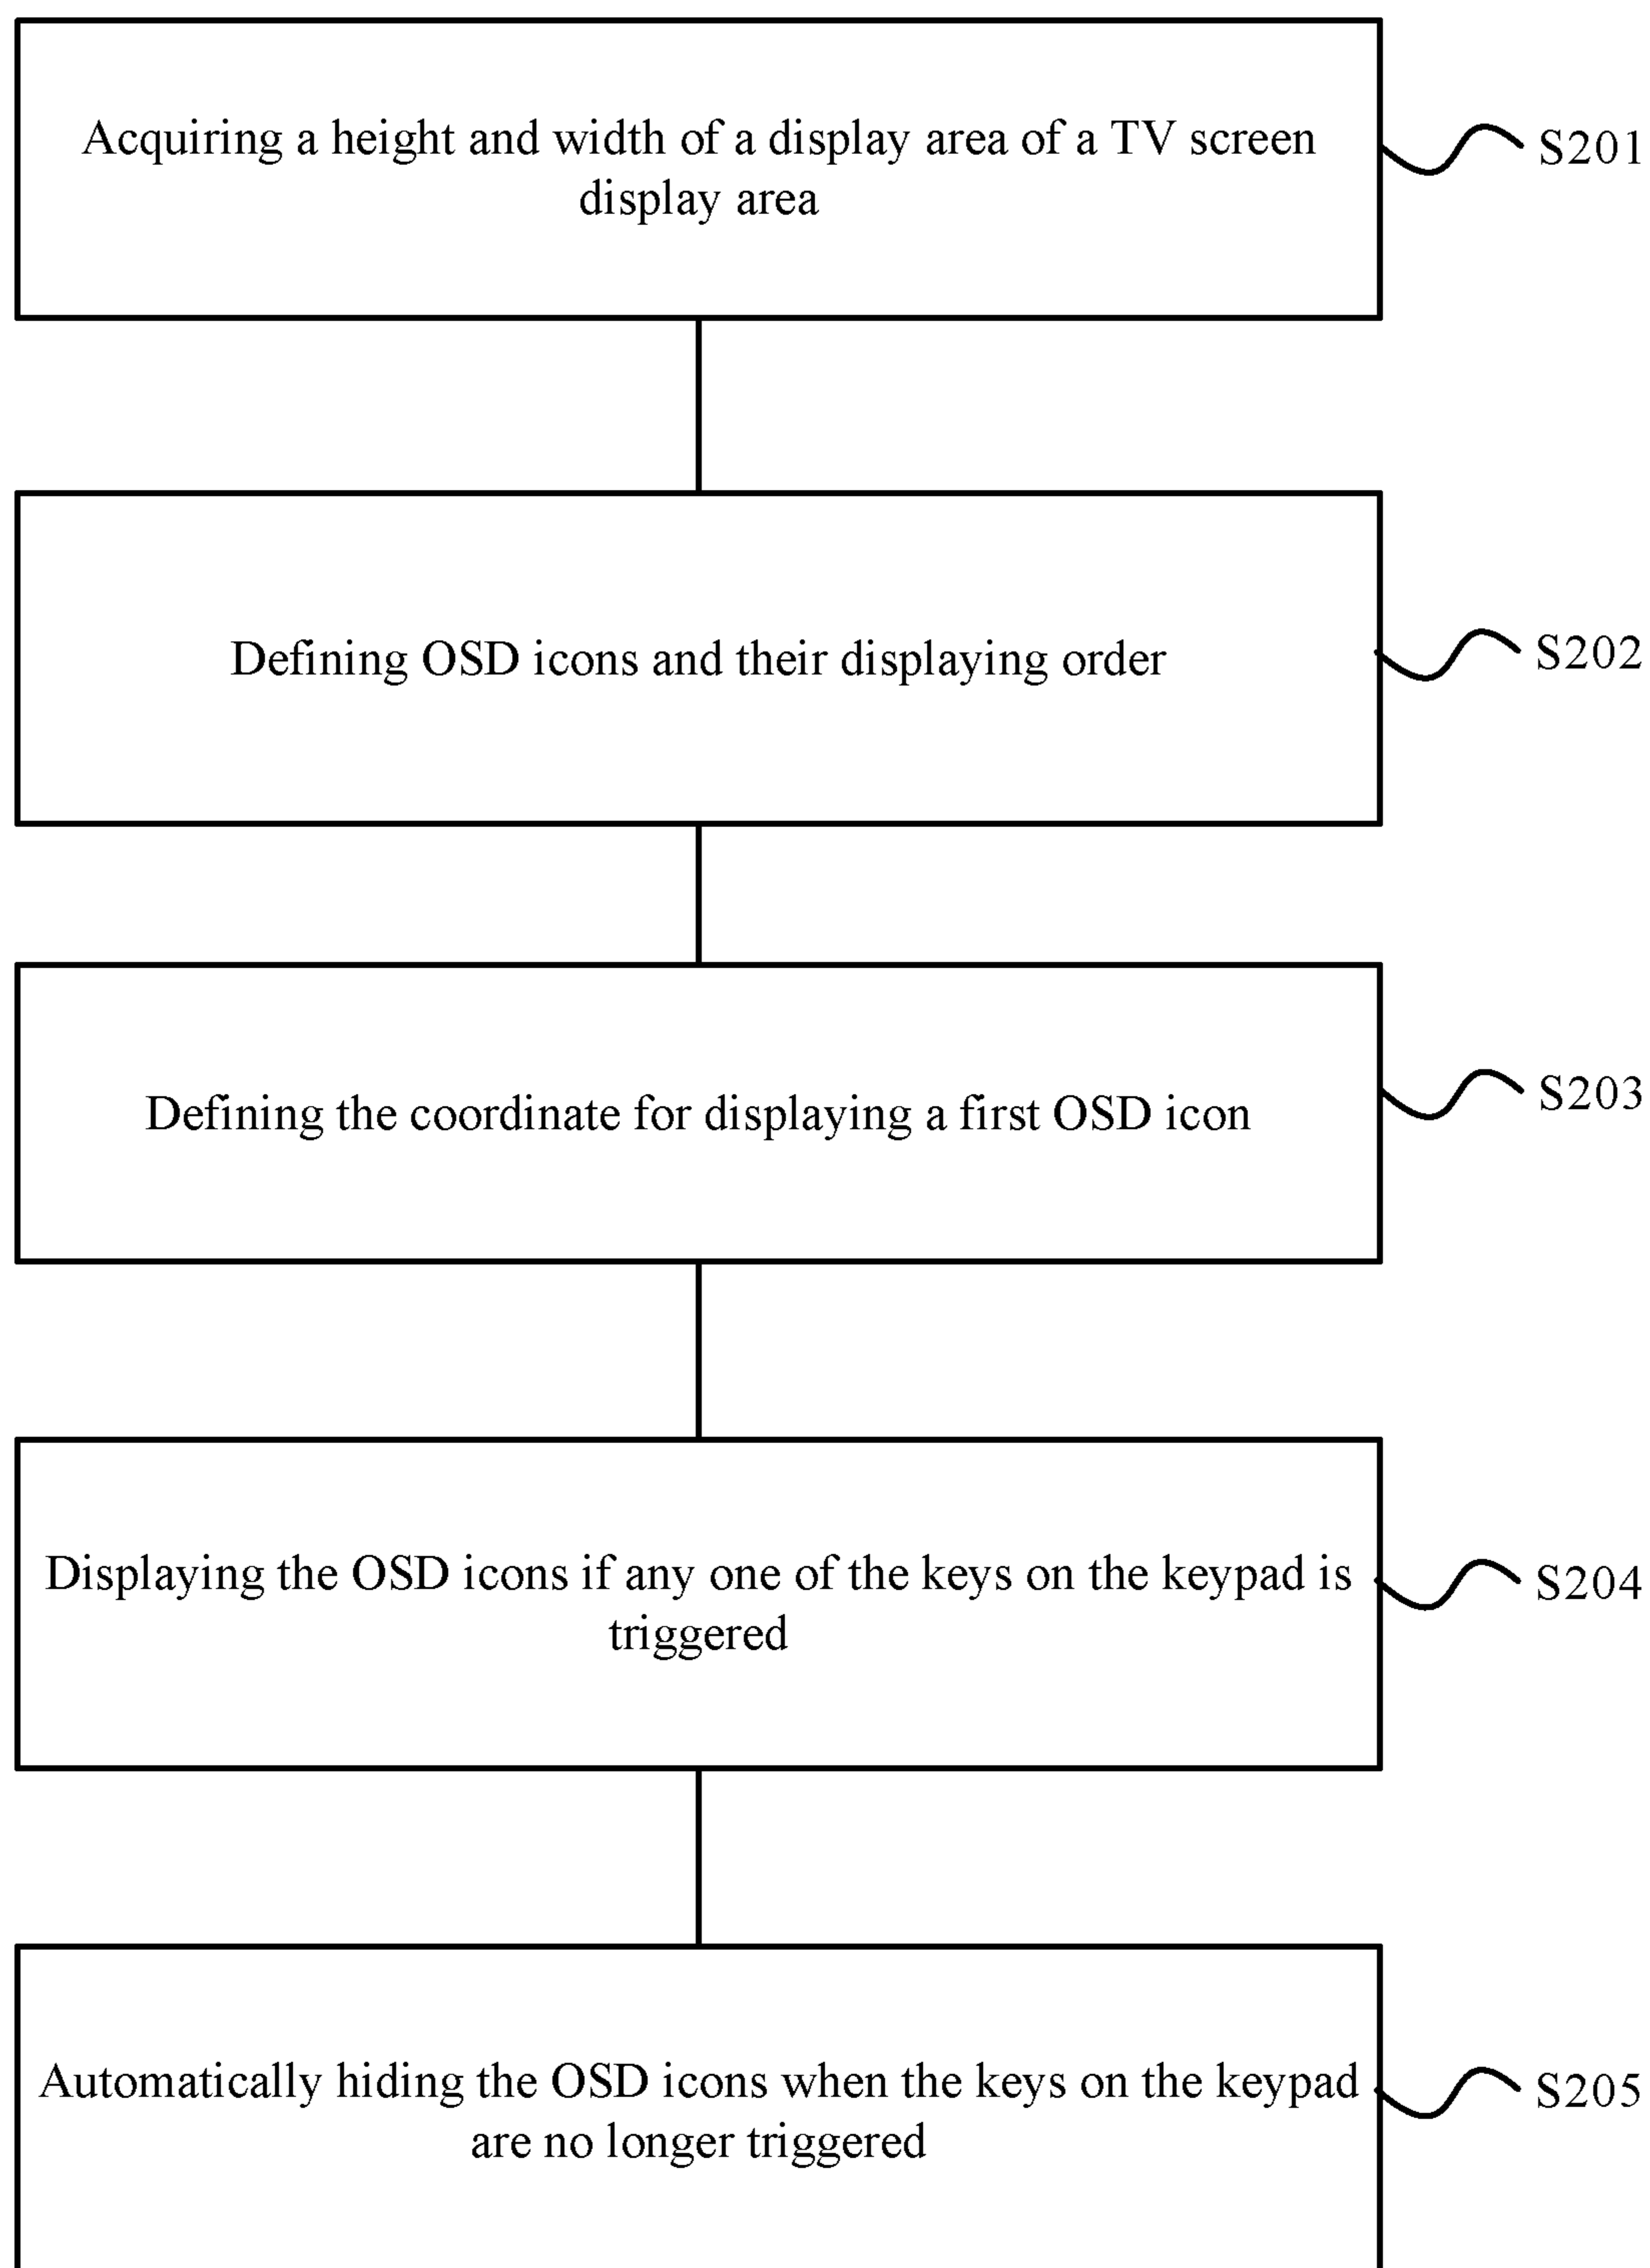 Acquiring a height and width of a display area of a TV screen
display area
S201
Defining OSD icons and their displaying order
S202
Defining the coordinate for displaying a first OSD icon
S203
Displaying the OSD icons if any one of the keys on the keypad is
triggered
S204
Automatically hiding the OSD icons when the keys on the keypad
are no longer triggered
S205